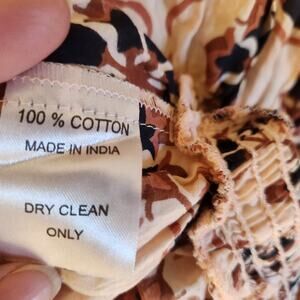 100 % COTTON
MADE IN INDIA
DRY CLEAN
ONLY